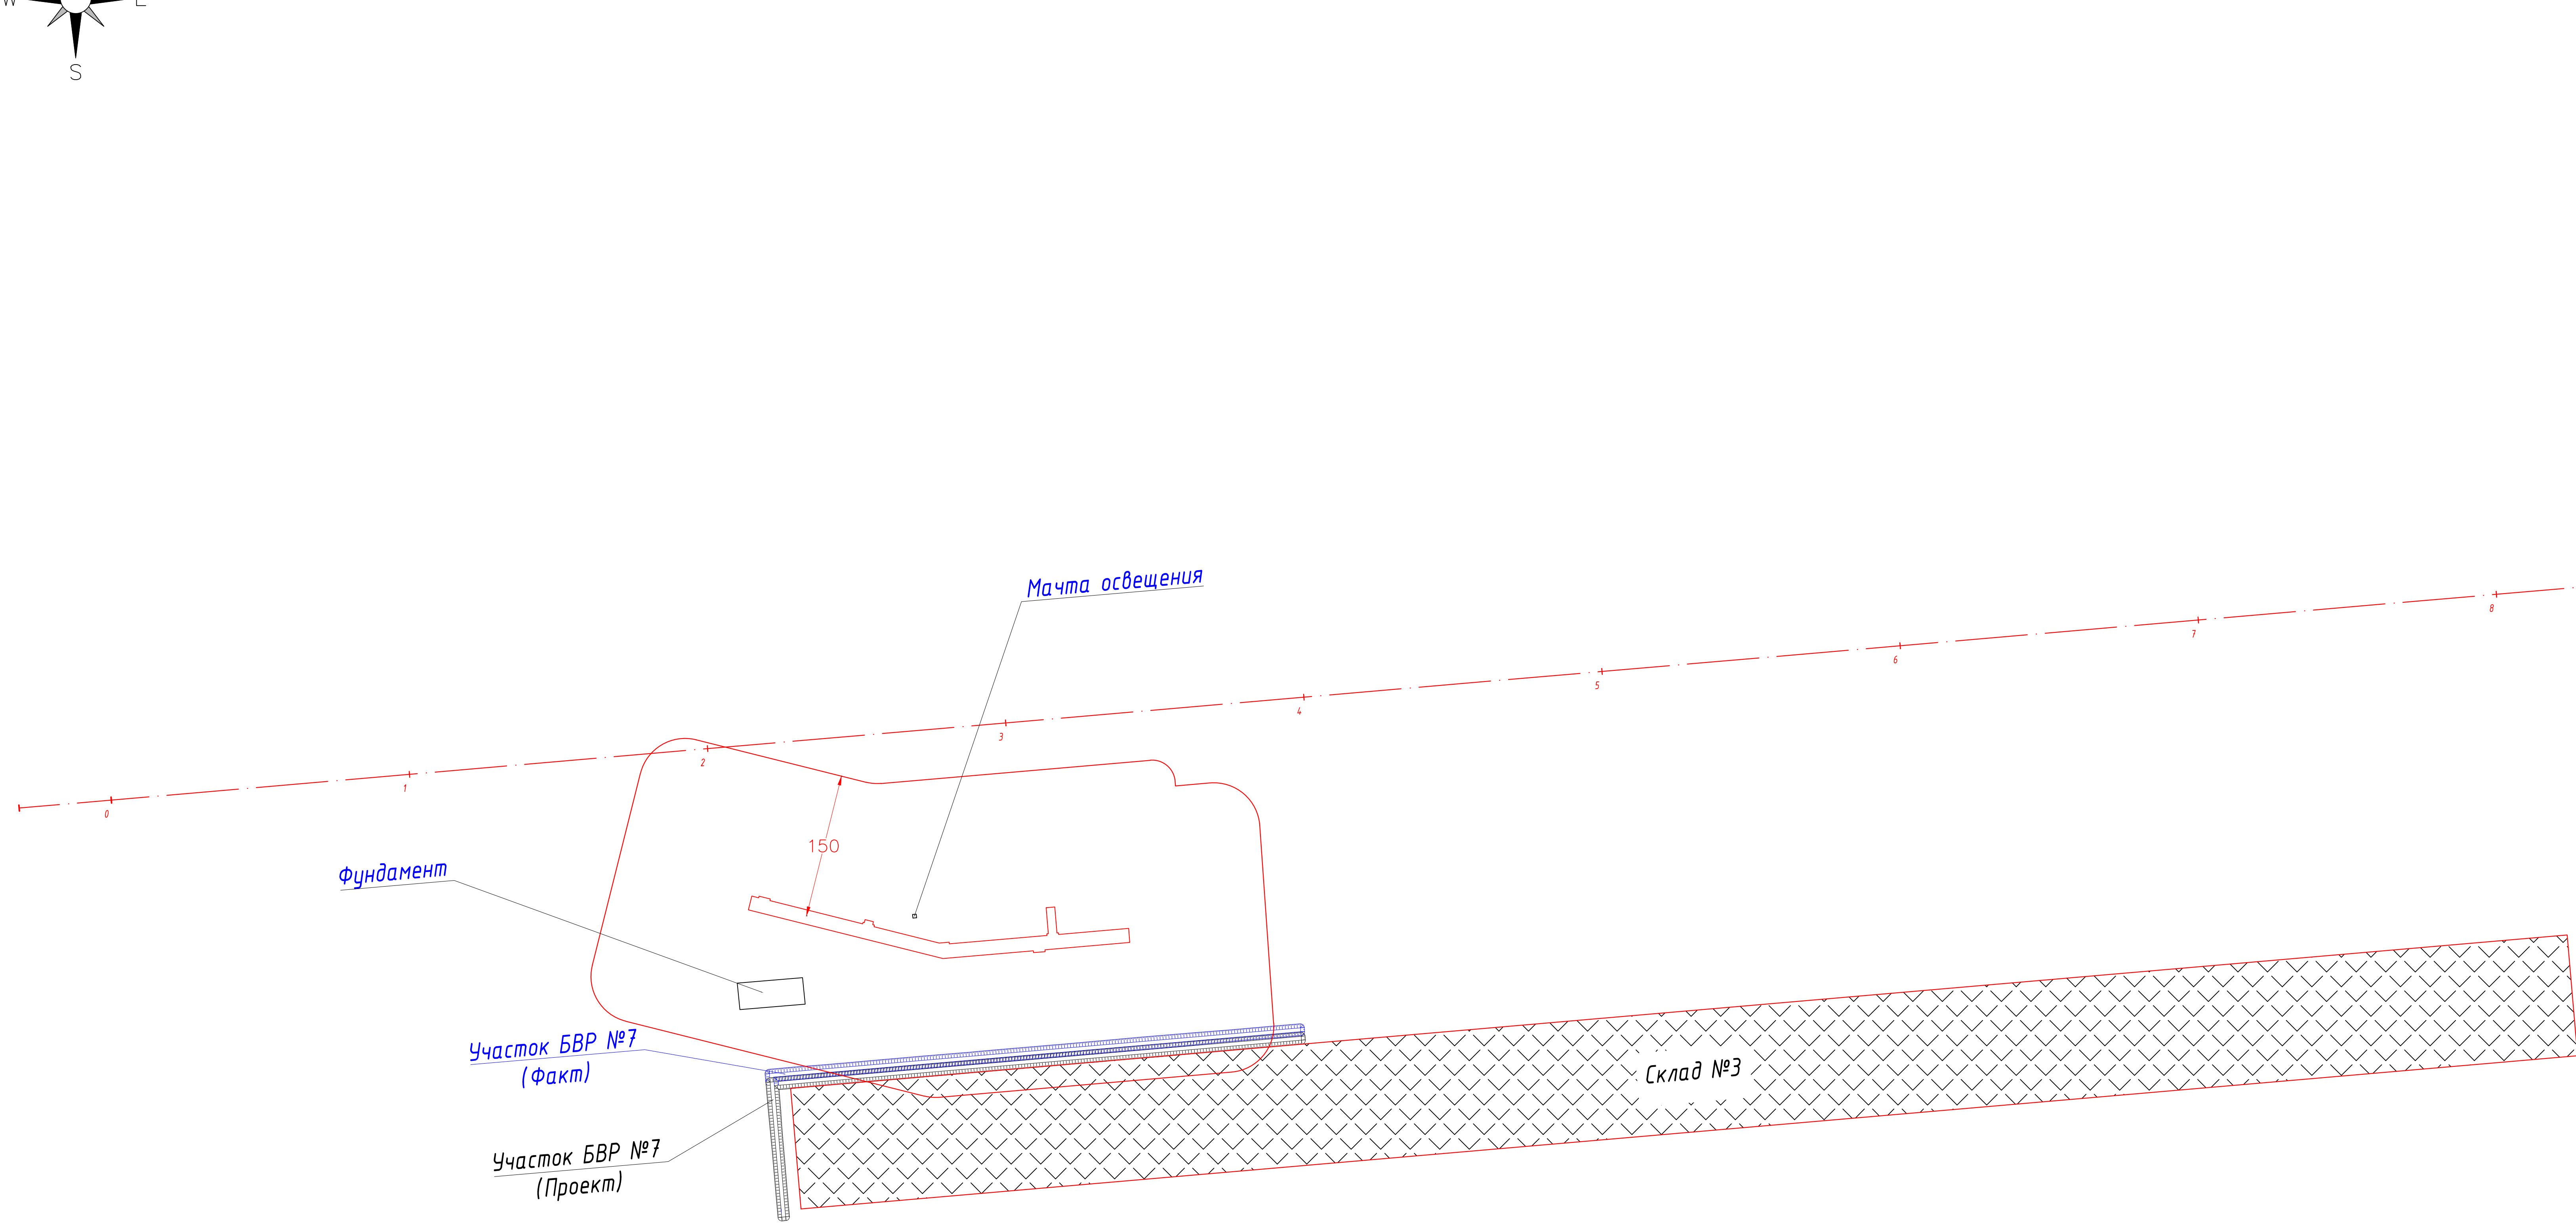 W
E
S
Мачта освещения
8
7
6
5
4
3
2
1
0
150
Фундамент
Участок БВР №7
(Факт)
Склад №3
Участок БВР №7
(Проект)